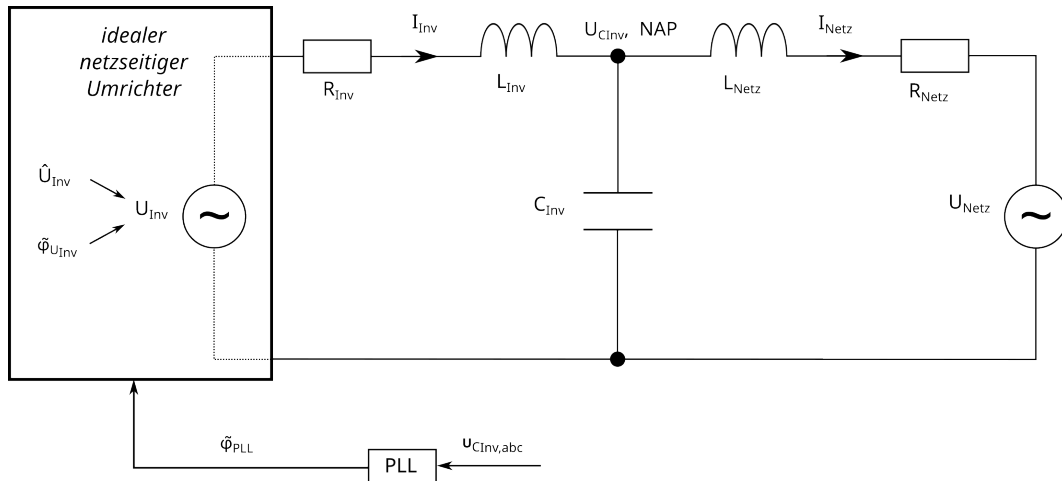 idealer
netzseitiger
Umrichter
I_Inv
U_CInv, NAP
I_Netz
R_Inv
L_Inv
L_Netz
R_Netz
Û_Inv
U_Inv
~
φ̃_U_Inv
C_Inv
U_Netz
~
φ̃_PLL
PLL
u_CInv,abc